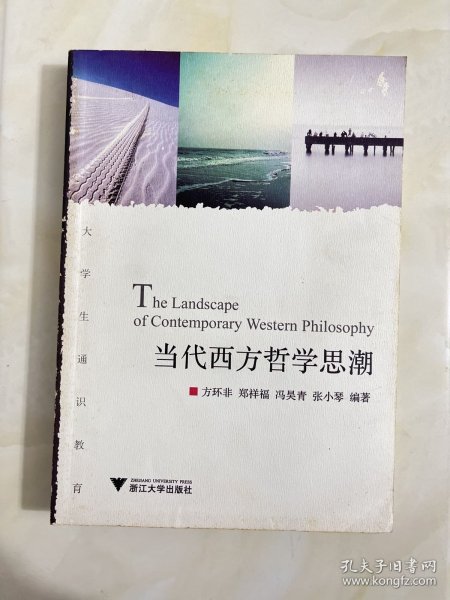 大学生通识教育
The Landscape
of Contemporary Western Philosophy
当代西方哲学思潮
方环非 郑祥福 冯昊青 张小琴 编著
ZHEJIANG UNIVERSITY PRESS
浙江大学出版社
孔夫子旧书网
www.kongfz.com